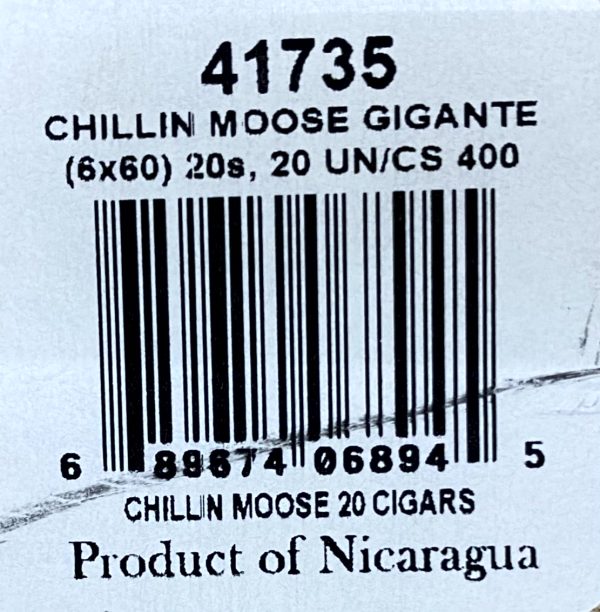 41735
CHILLIN MOOSE GIGANTE
(6x60) 20s, 20 UN/CS 400
6 89674 06894 5
CHILLIN MOOSE 20 CIGARS
Product of Nicaragua